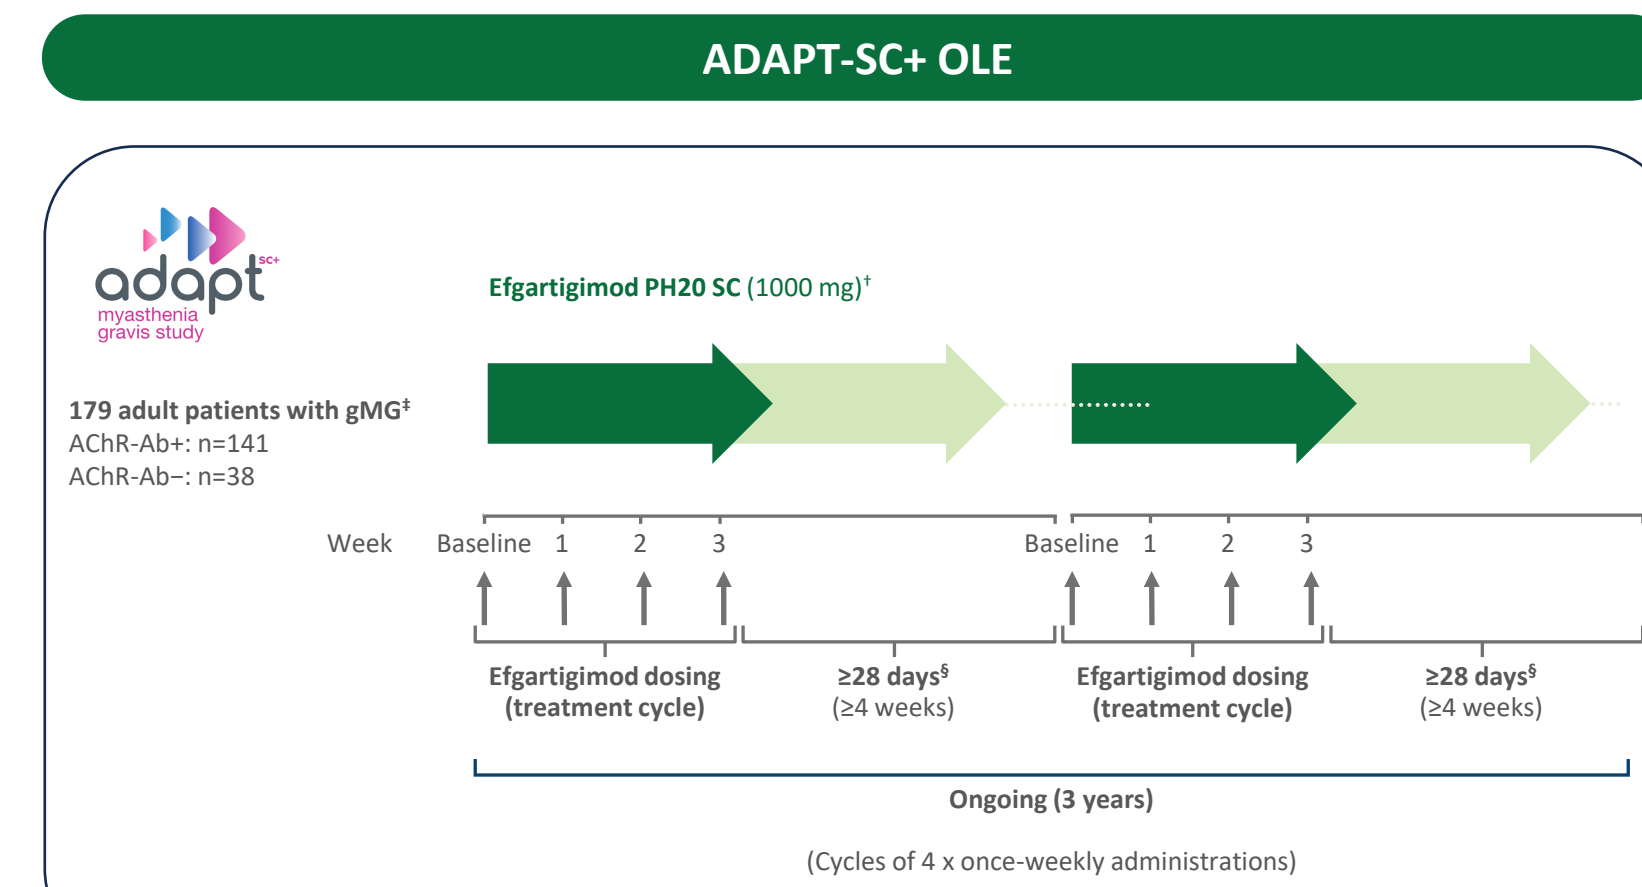 ADAPT-SC+ OLE
adapt SC+
myasthenia
gravis study
Efgartigimod PH20 SC (1000 mg)†
179 adult patients with gMG‡
AChR-Ab+: n=141
AChR-Ab−: n=38
Week Baseline 1 2 3 Baseline 1 2 3
Efgartigimod dosing
(treatment cycle)
≥28 days§
(≥4 weeks)
Efgartigimod dosing
(treatment cycle)
≥28 days§
(≥4 weeks)
Ongoing (3 years)
(Cycles of 4 x once-weekly administrations)